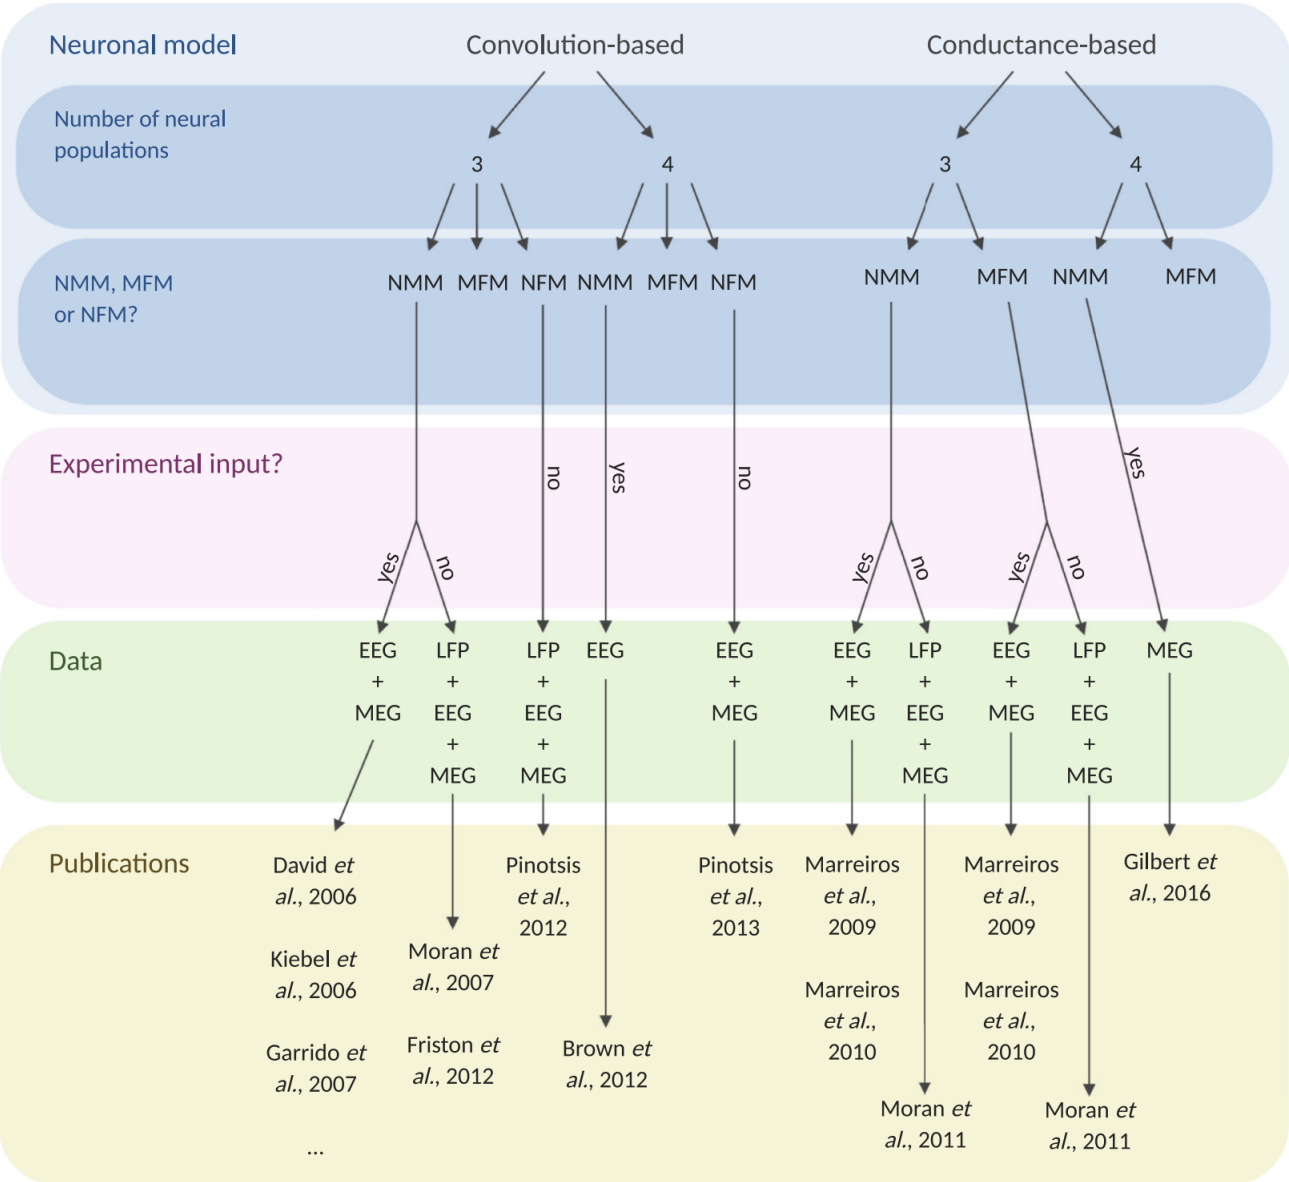 Neuronal model
Convolution-based
Conductance-based
Number of neural
populations
3
4
3
4
NMM, MFM
or NFM?
NMM MFM NFM NMM MFM NFM
NMM
MFM
NMM
MFM
Experimental input?
no
yes
no
yes
yes
no
yes
no
yes
no
Data
EEG
+
MEG
LFP
+
EEG
+
MEG
LFP
+
EEG
+
MEG
EEG
EEG
+
MEG
EEG
+
MEG
LFP
+
EEG
+
MEG
EEG
+
MEG
LFP
+
EEG
+
MEG
MEG
Publications
David et
al., 2006
Kiebel et
al., 2006
Garrido et
al., 2007
...
Moran et
al., 2007
Friston et
al., 2012
Pinotsis
et al.,
2012
Brown et
al., 2012
Pinotsis
et al.,
2013
Marreiros
et al.,
2009
Marreiros
et al.,
2010
Moran et
al., 2011
Marreiros
et al.,
2009
Marreiros
et al.,
2010
Moran et
al., 2011
Gilbert et
al., 2016